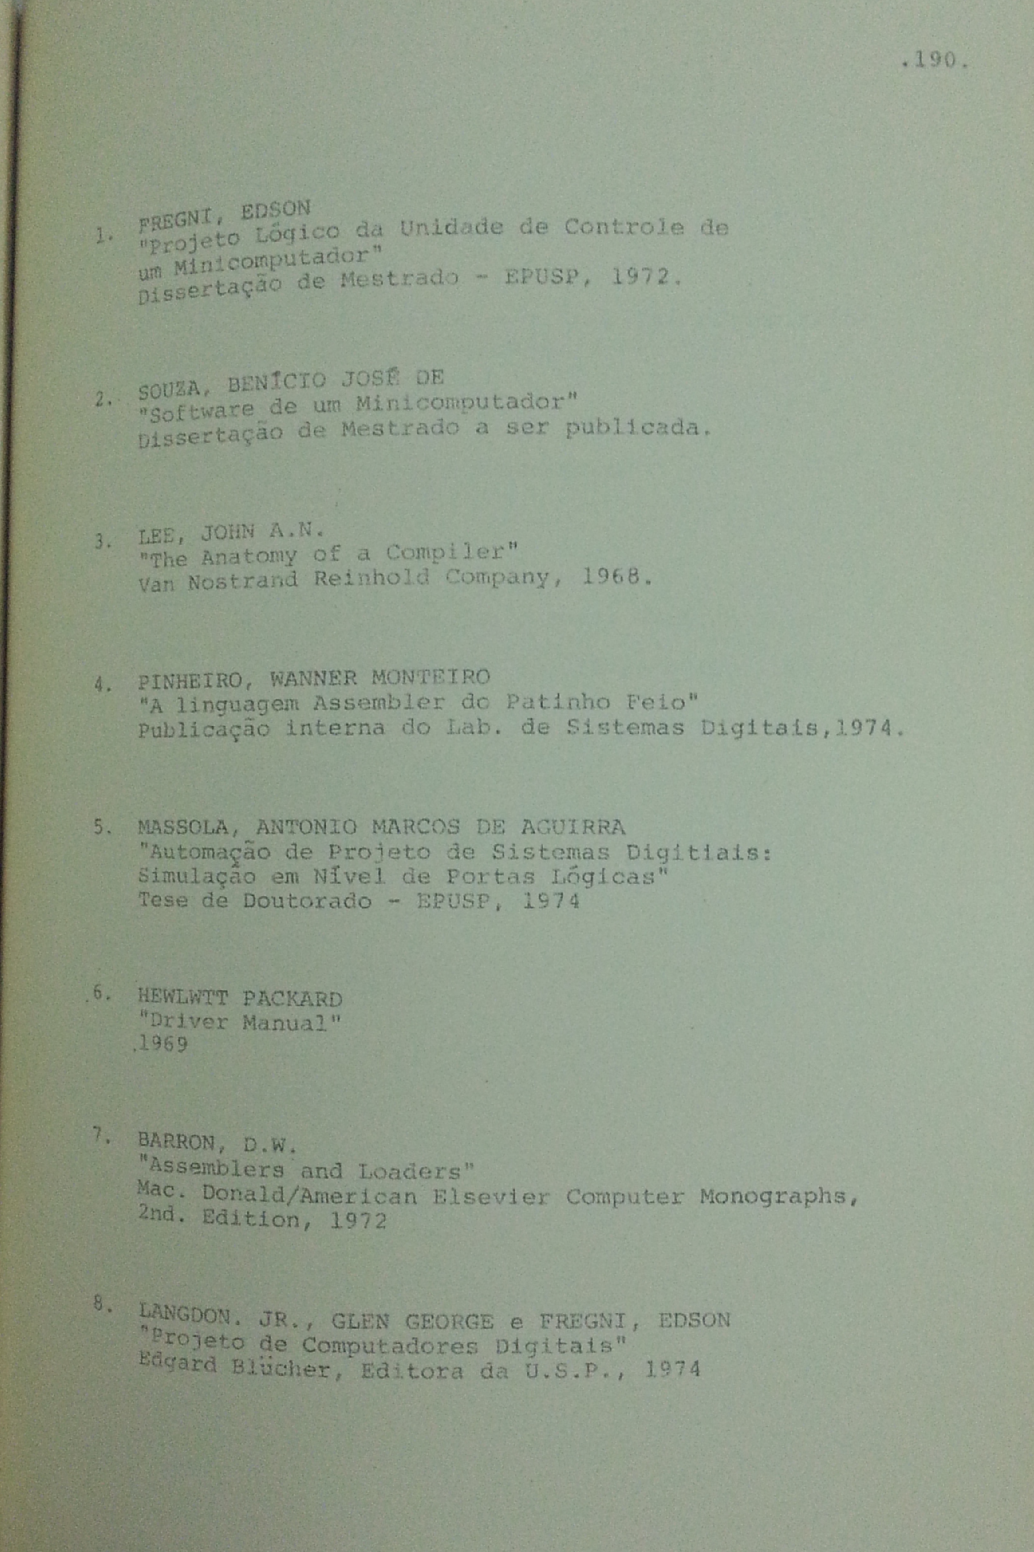 .190.
1. FREGNI, EDSON
"Projeto Lógico da Unidade de Controle de
um Minicomputador"
Dissertação de Mestrado - EPUSP, 1972.
2. SOUZA, BENÍCIO JOSÉ DE
"Software de um Minicomputador"
Dissertação de Mestrado a ser publicada.
3. LEE, JOHN A.N.
"The Anatomy of a Compiler"
Van Nostrand Reinhold Company, 1968.
4. PINHEIRO, WANNER MONTEIRO
"A linguagem Assembler do Patinho Feio"
Publicação interna do Lab. de Sistemas Digitais,1974.
5. MASSOLA, ANTONIO MARCOS DE AGUIRRA
"Automação de Projeto de Sistemas Digitiais:
Simulação em Nível de Portas Lógicas"
Tese de Doutorado - EPUSP, 1974
6. HEWLWTT PACKARD
"Driver Manual"
1969
7. BARRON, D.W.
"Assemblers and Loaders"
Mac. Donald/American Elsevier Computer Monographs,
2nd. Edition, 1972
8. LANGDON. JR., GLEN GEORGE e FREGNI, EDSON
"Projeto de Computadores Digitais"
Edgard Blücher, Editora da U.S.P., 1974